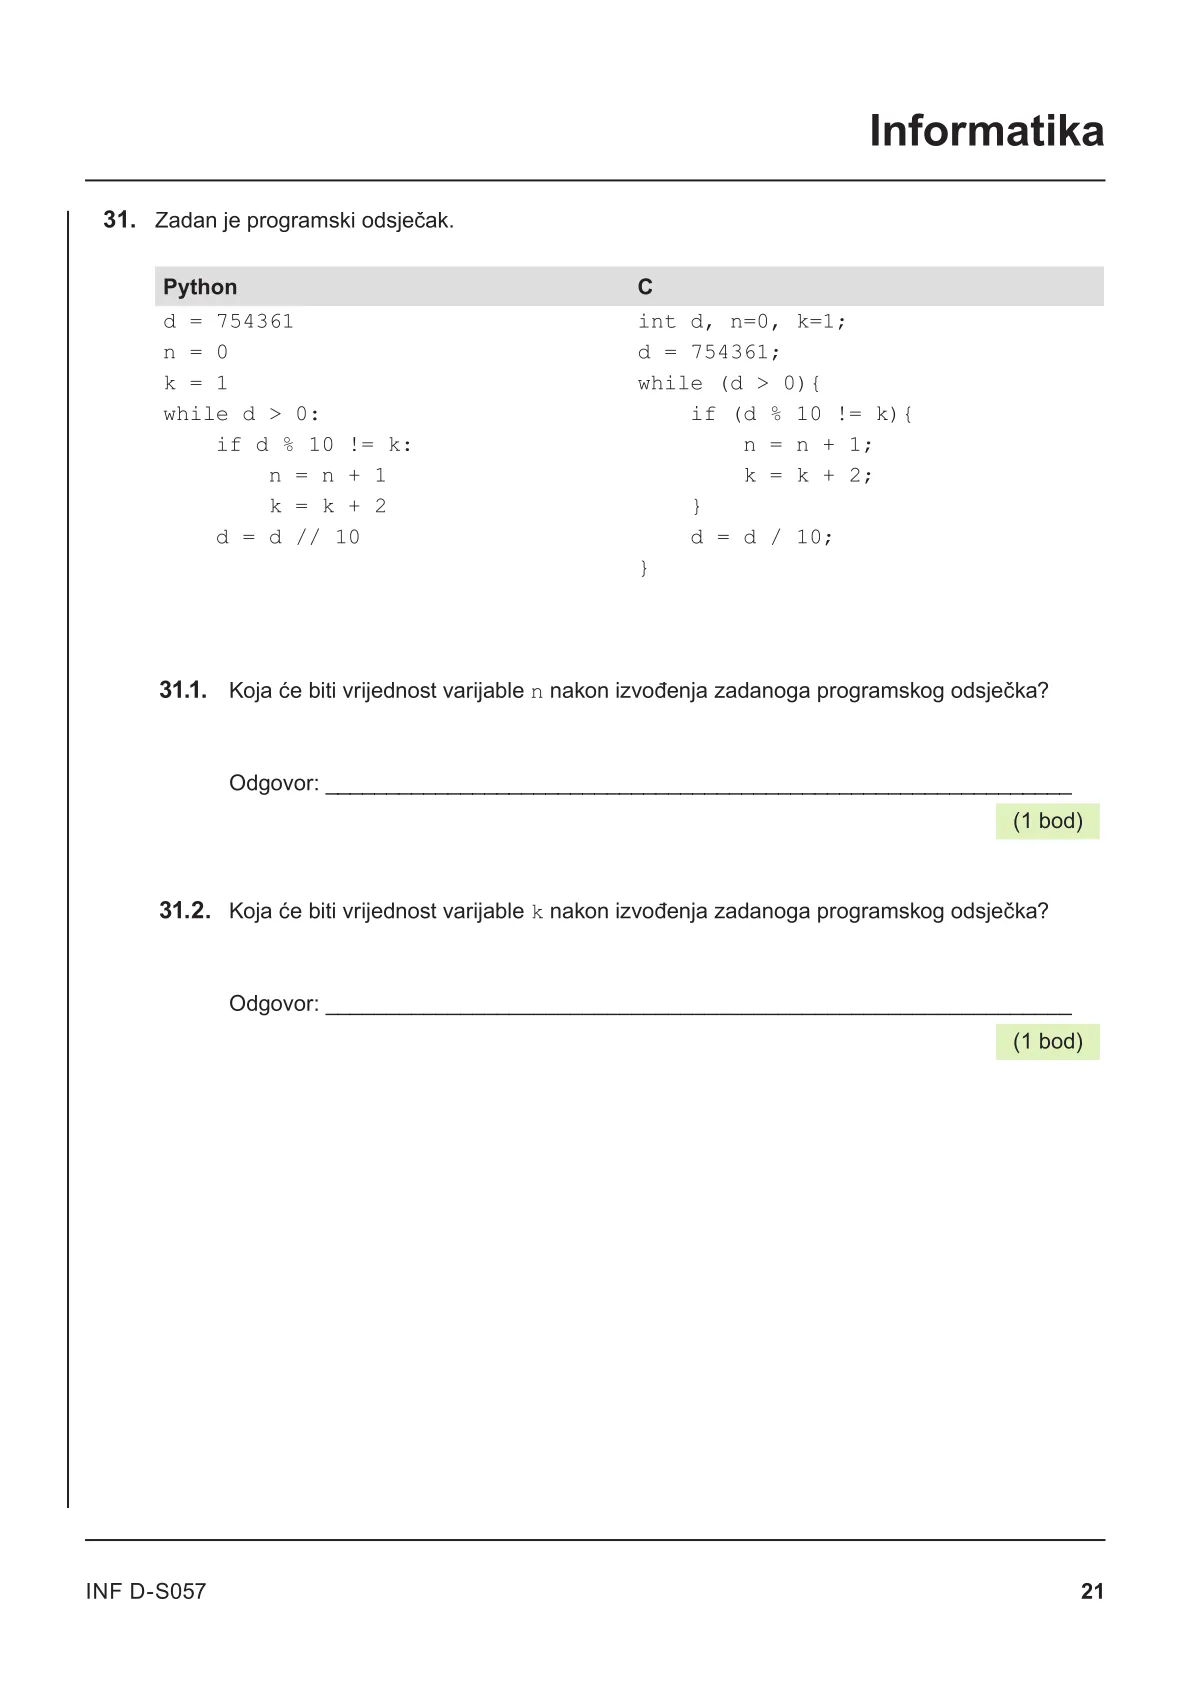 Informatika
31. Zadan je programski odsječak.
Python C
d = 754361 int d, n=0, k=1;
n = 0 d = 754361;
k = 1 while (d > 0){
while d > 0: if (d % 10 != k){
if d % 10 != k: n = n + 1;
n = n + 1 k = k + 2;
k = k + 2 }
d = d // 10 d = d / 10;
}
31.1. Koja će biti vrijednost varijable n nakon izvođenja zadanoga programskog odsječka?
Odgovor: ______________________________________________________________
(1 bod)
31.2. Koja će biti vrijednost varijable k nakon izvođenja zadanoga programskog odsječka?
Odgovor: ______________________________________________________________
(1 bod)
INF D-S057 21